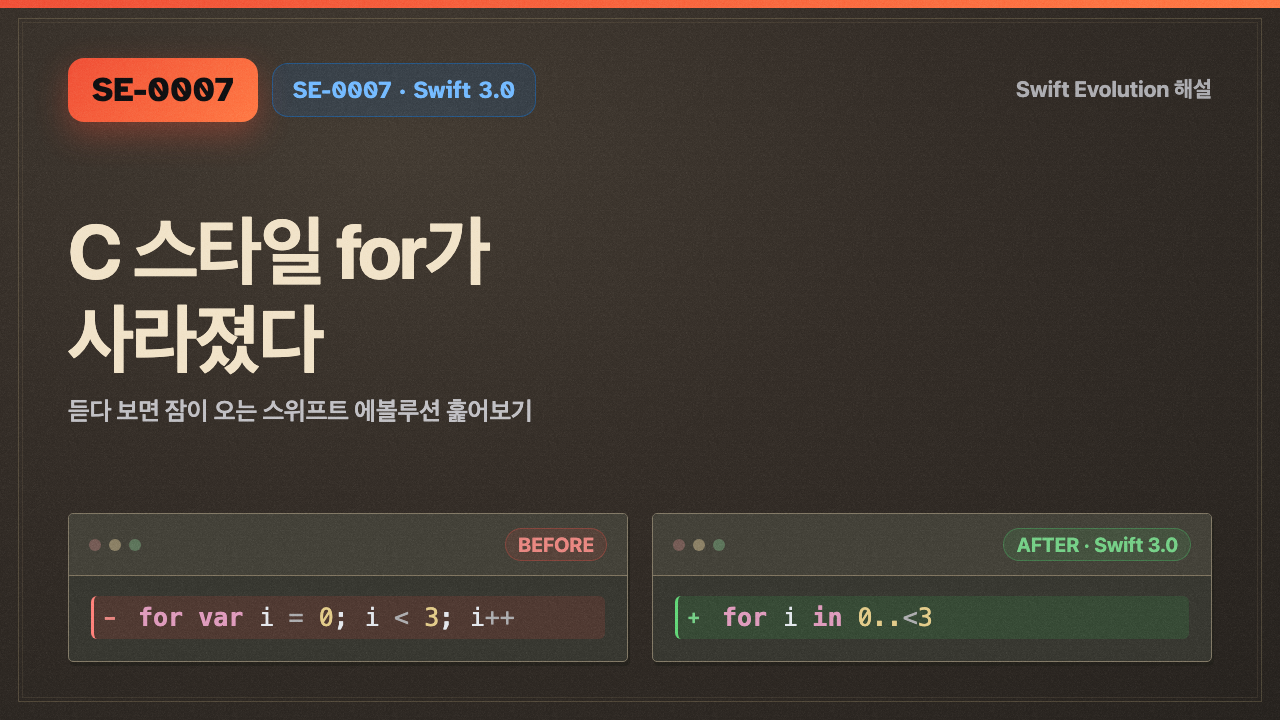 SE-0007
SE-0007 · Swift 3.0
Swift Evolution 해설
C 스타일 for가
사라졌다
듣다 보면 잠이 오는 스위프트 에볼루션 훑어보기
BEFORE
- for var i = 0; i < 3; i++
AFTER · Swift 3.0
+ for i in 0..<3